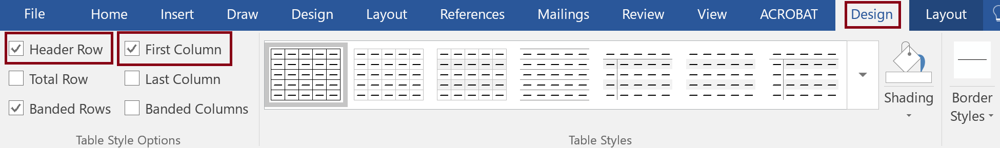 File Home Insert Draw Design Layout References Mailings Review View ACROBAT Design Layout
Header Row First Column
Total Row Last Column
Banded Rows Banded Columns
Table Style Options
Table Styles
Shading
Border
Styles